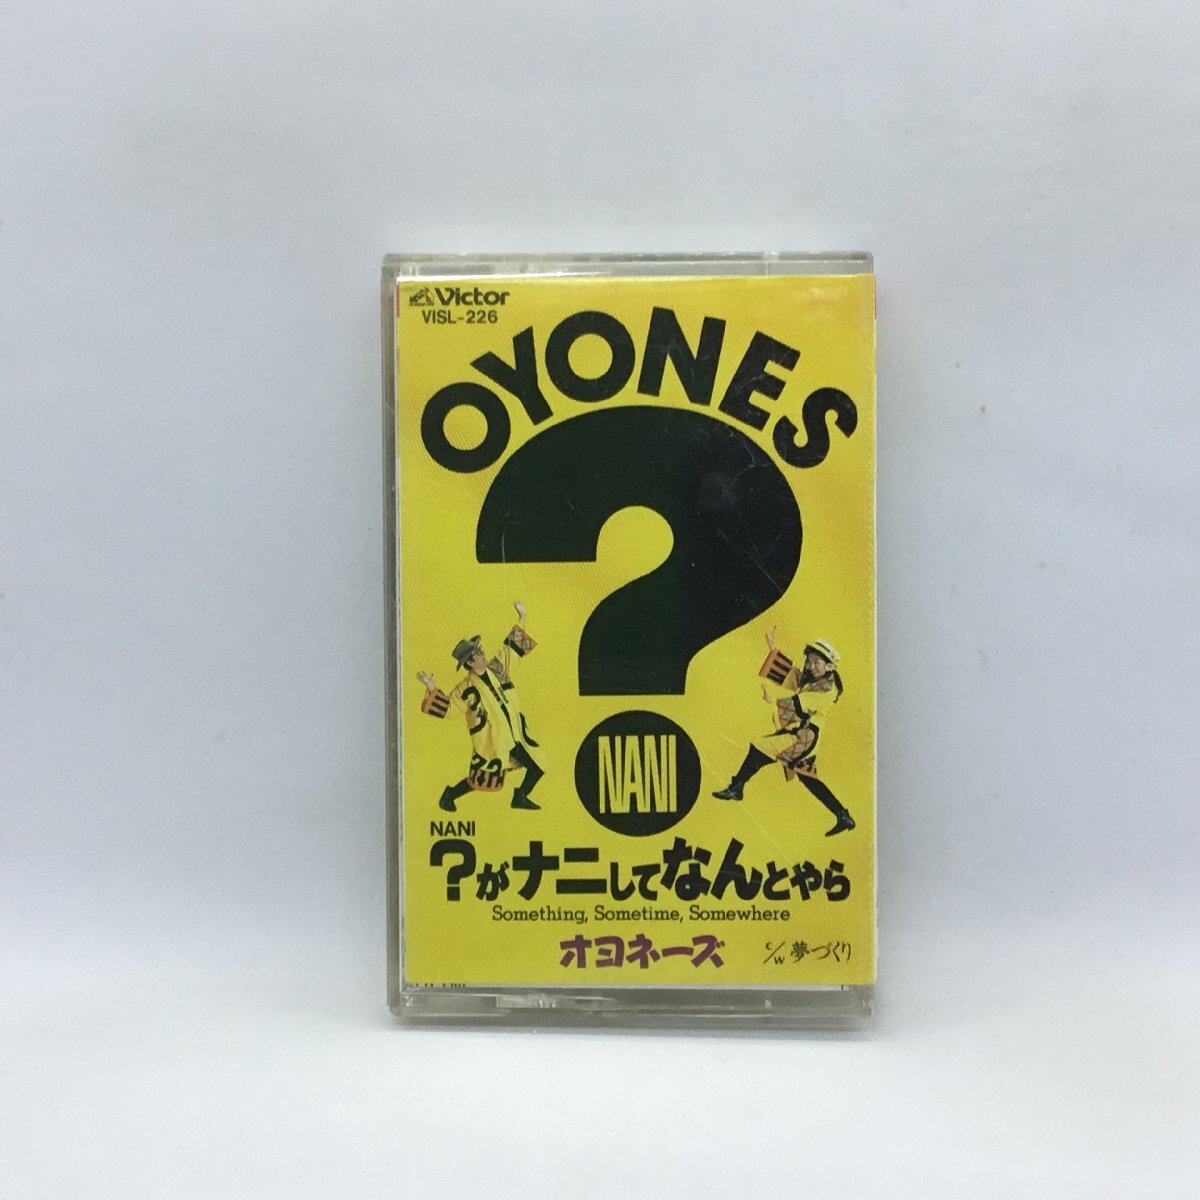 Victor
VISL-226
OYONES
?
NANI
NANI
?がナニしてなんとやら
Something, Sometime, Somewhere
オヨネーズ
c/w 夢づくり